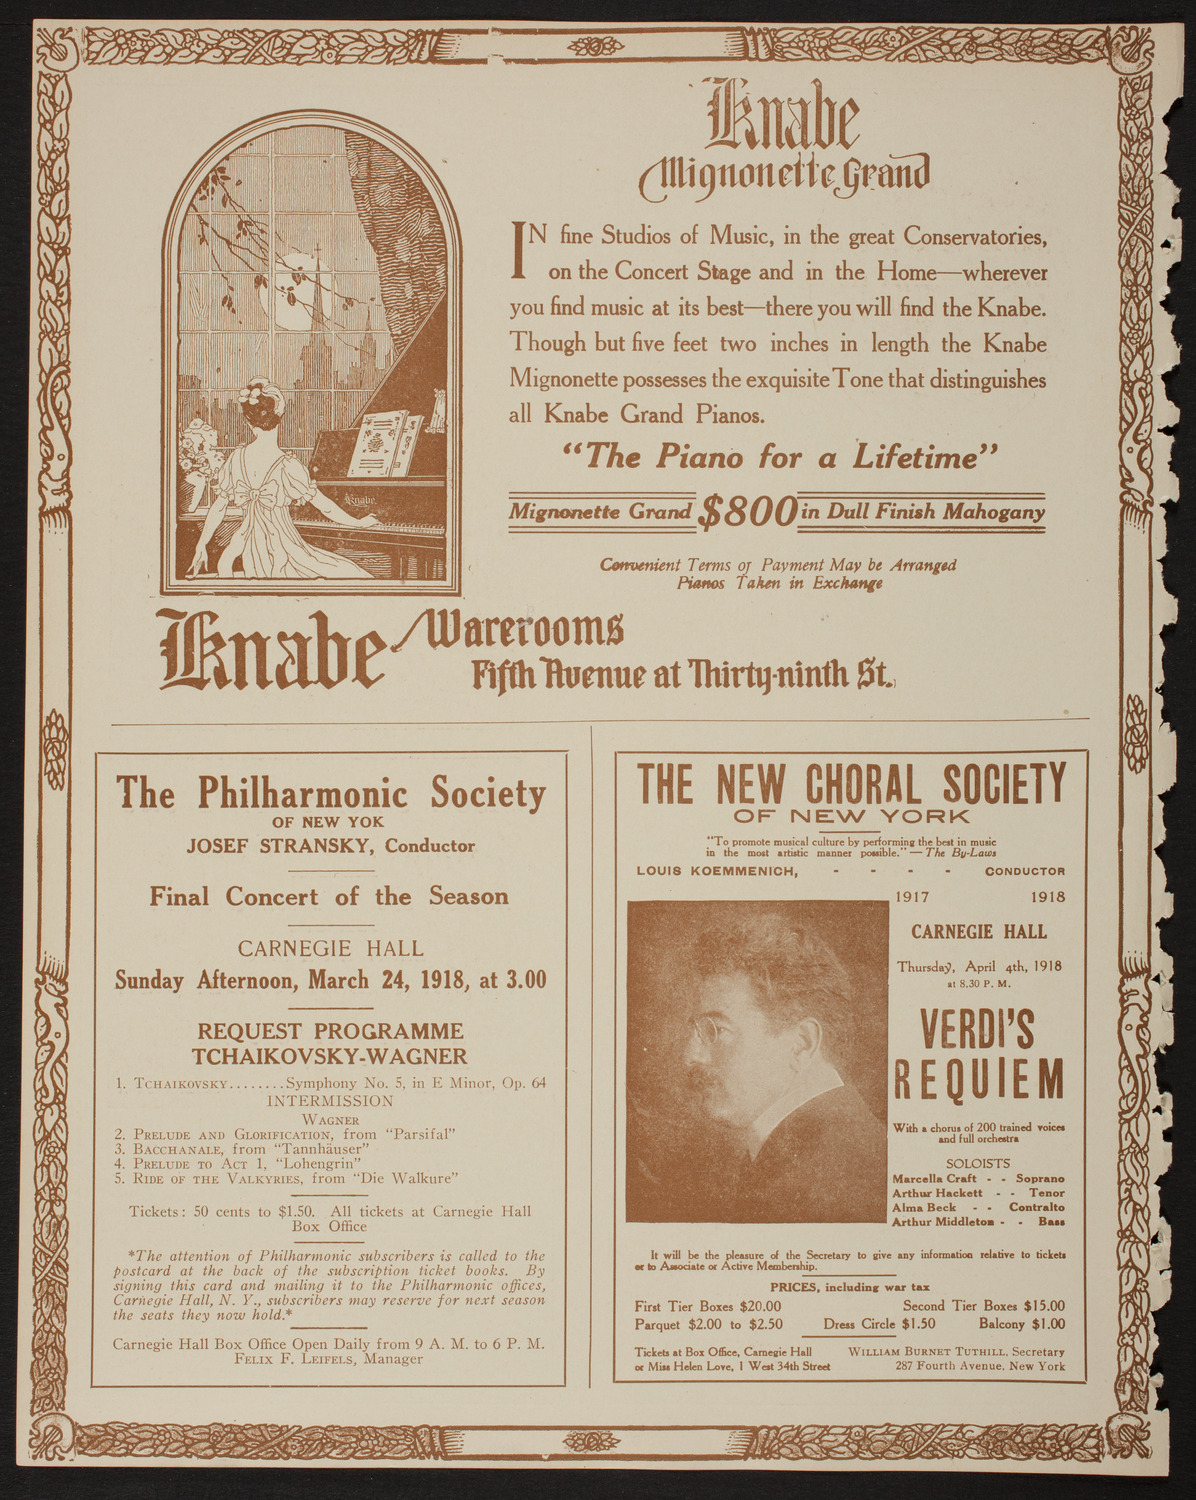 Knabe
Mignonette Grand
IN fine Studios of Music, in the great Conservatories,
on the Concert Stage and in the Home—wherever
you find music at its best—there you will find the Knabe.
Though but five feet two inches in length the Knabe
Mignonette possesses the exquisite Tone that distinguishes
all Knabe Grand Pianos.
“The Piano for a Lifetime”
Mignonette Grand $800 in Dull Finish Mahogany
Convenient Terms of Payment May be Arranged
Pianos Taken in Exchange
Knabe
Knabe Warerooms
Fifth Avenue at Thirty-ninth St.
The Philharmonic Society
OF NEW YOK
JOSEF STRANSKY, Conductor
Final Concert of the Season
CARNEGIE HALL
Sunday Afternoon, March 24, 1918, at 3.00
REQUEST PROGRAMME
TCHAIKOVSKY-WAGNER
1. TCHAIKOVSKY........Symphony No. 5, in E Minor, Op. 64
INTERMISSION
WAGNER
2. PRELUDE AND GLORIFICATION, from “Parsifal”
3. BACCHANALE, from “Tannhäuser”
4. PRELUDE TO ACT 1, “Lohengrin”
5. RIDE OF THE VALKYRIES, from “Die Walkure”
Tickets: 50 cents to $1.50. All tickets at Carnegie Hall
Box Office
*The attention of Philharmonic subscribers is called to the
postcard at the back of the subscription ticket books. By
signing this card and mailing it to the Philharmonic offices,
Carnegie Hall, N. Y., subscribers may reserve for next season
the seats they now hold.*
Carnegie Hall Box Office Open Daily from 9 A. M. to 6 P. M.
FELIX F. LEIFELS, Manager
THE NEW CHORAL SOCIETY
OF NEW YORK
"To promote musical culture by performing the best in music
in the most artistic manner possible."—The By-Laws
LOUIS KOEMMENICH, - - - - CONDUCTOR
1917 1918
CARNEGIE HALL
Thursday, April 4th, 1918
at 8.30 P. M.
VERDI'S
REQUIEM
With a chorus of 200 trained voices
and full orchestra
SOLOISTS
Marcella Craft - - Soprano
Arthur Hackett - - Tenor
Alma Beck - - Contralto
Arthur Middleton - - Bass
It will be the pleasure of the Secretary to give any information relative to tickets
or to Associate or Active Membership.
PRICES, including war tax
First Tier Boxes $20.00 Second Tier Boxes $15.00
Parquet $2.00 to $2.50 Dress Circle $1.50 Balcony $1.00
Tickets at Box Office, Carnegie Hall
or Miss Helen Love, 1 West 34th Street
WILLIAM BURNET TUTHILL, Secretary
287 Fourth Avenue, New York